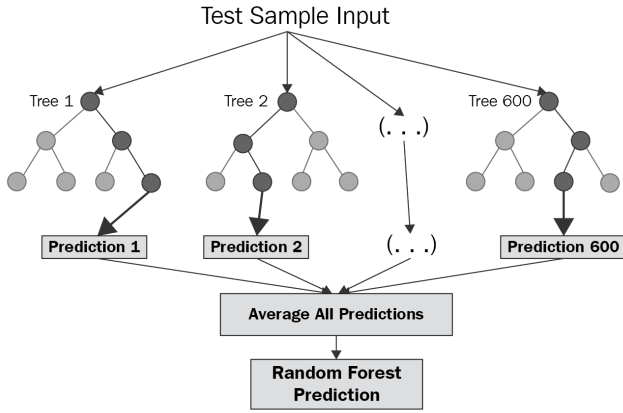 Test Sample Input
Tree 1
Tree 2
(. . .)
Tree 600
Prediction 1
Prediction 2
(. . .)
Prediction 600
Average All Predictions
Random Forest
Prediction